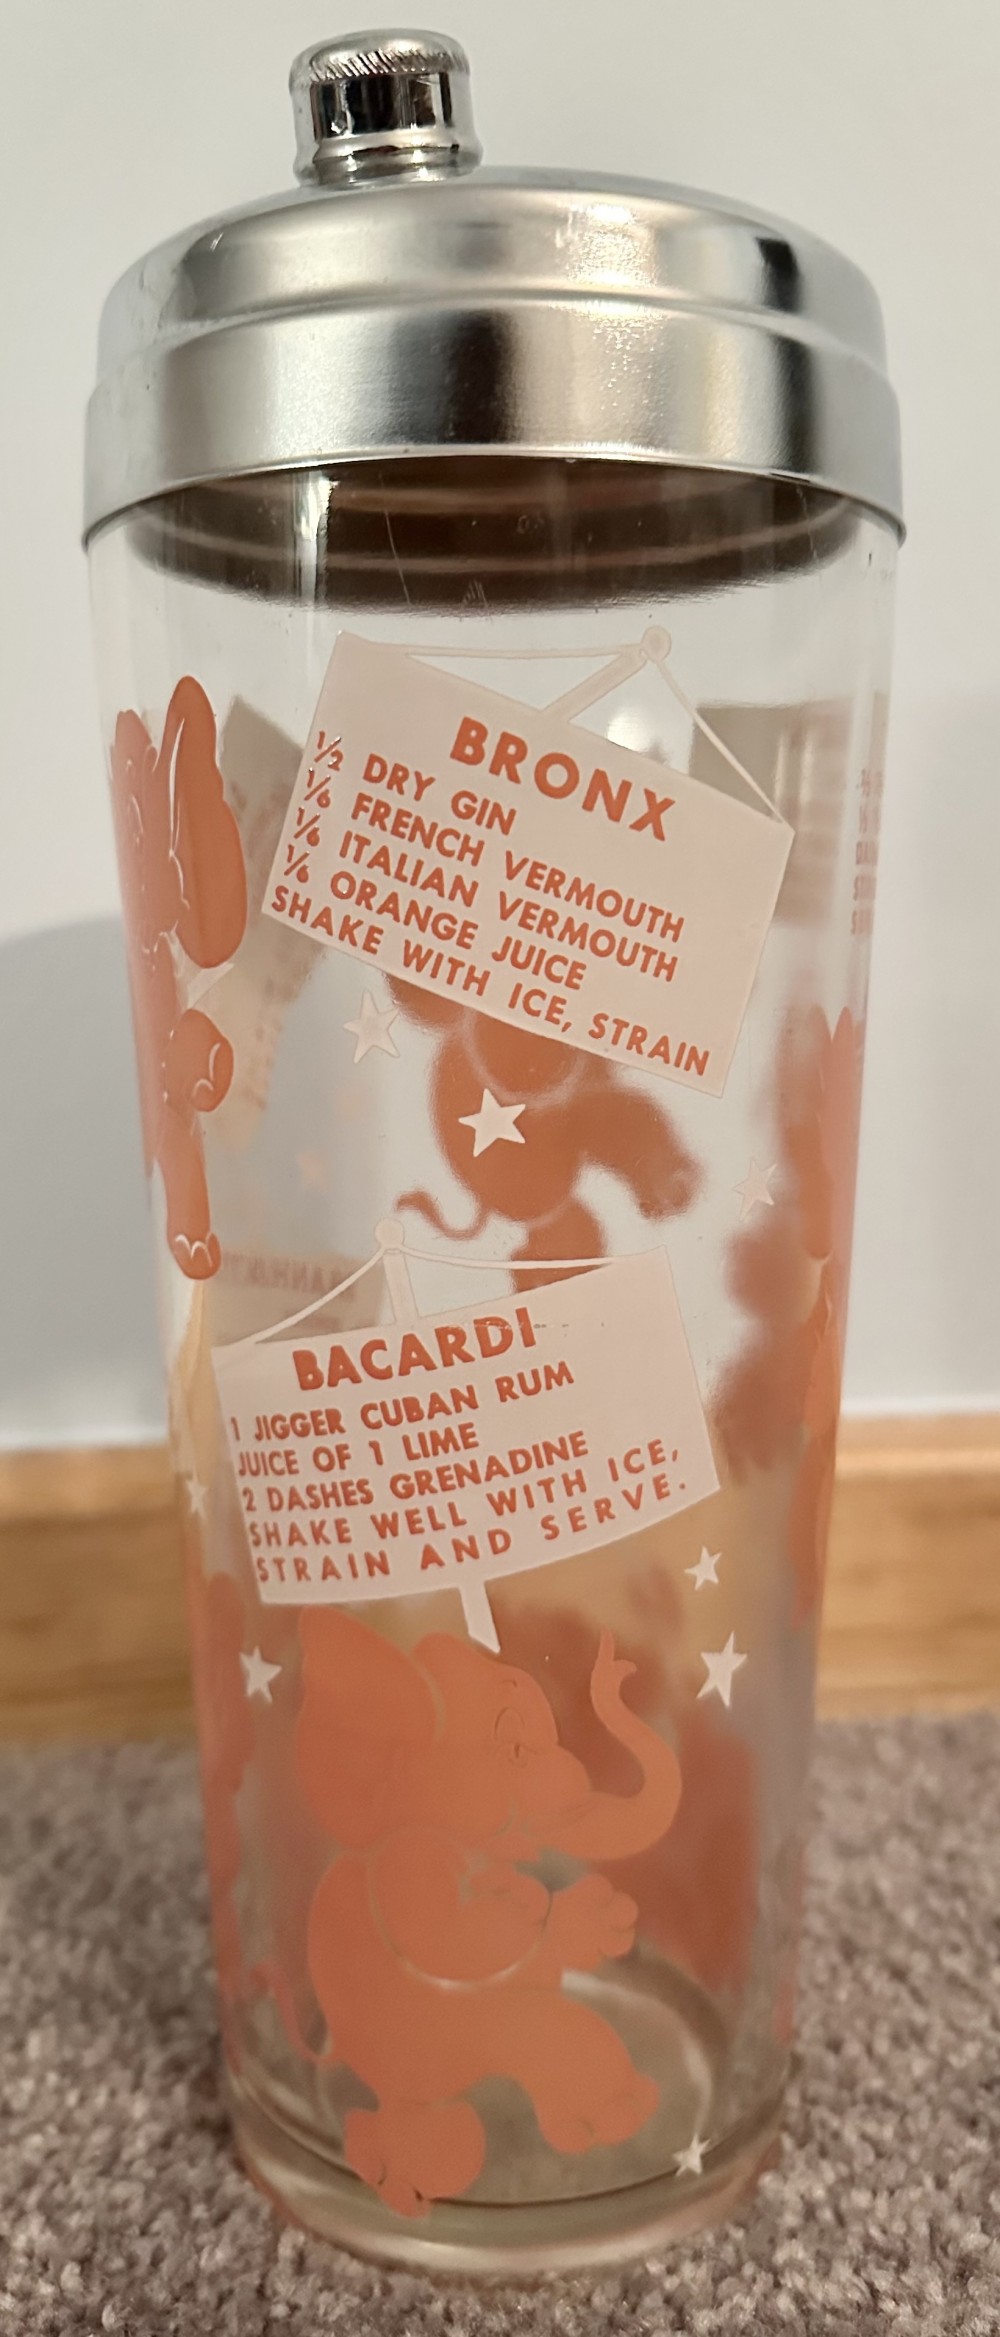 BRONX
½ DRY GIN
⅙ FRENCH VERMOUTH
⅙ ITALIAN VERMOUTH
⅙ ORANGE JUICE
SHAKE WITH ICE, STRAIN
BACARDI
1 JIGGER CUBAN RUM
JUICE OF 1 LIME
2 DASHES GRENADINE
SHAKE WELL WITH ICE,
STRAIN AND SERVE.